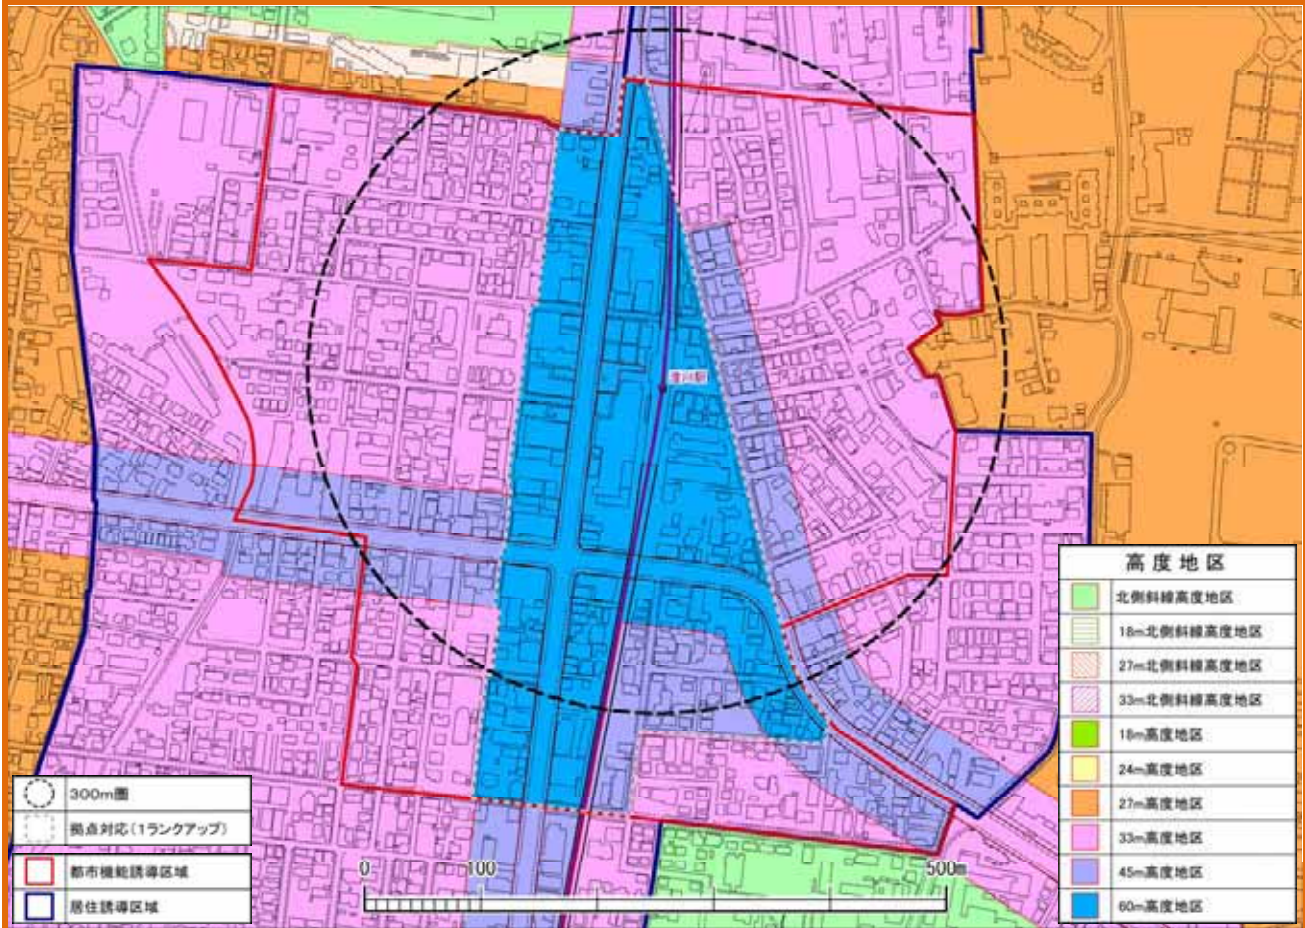 高度地区
北側斜線高度地区
18m北側斜線高度地区
27m北側斜線高度地区
33m北側斜線高度地区
18m高度地区
24m高度地区
27m高度地区
33m高度地区
45m高度地区
60m高度地区
300m圏
拠点対応(1ランクアップ)
都市機能誘導区域
居住誘導区域
0 100 500m